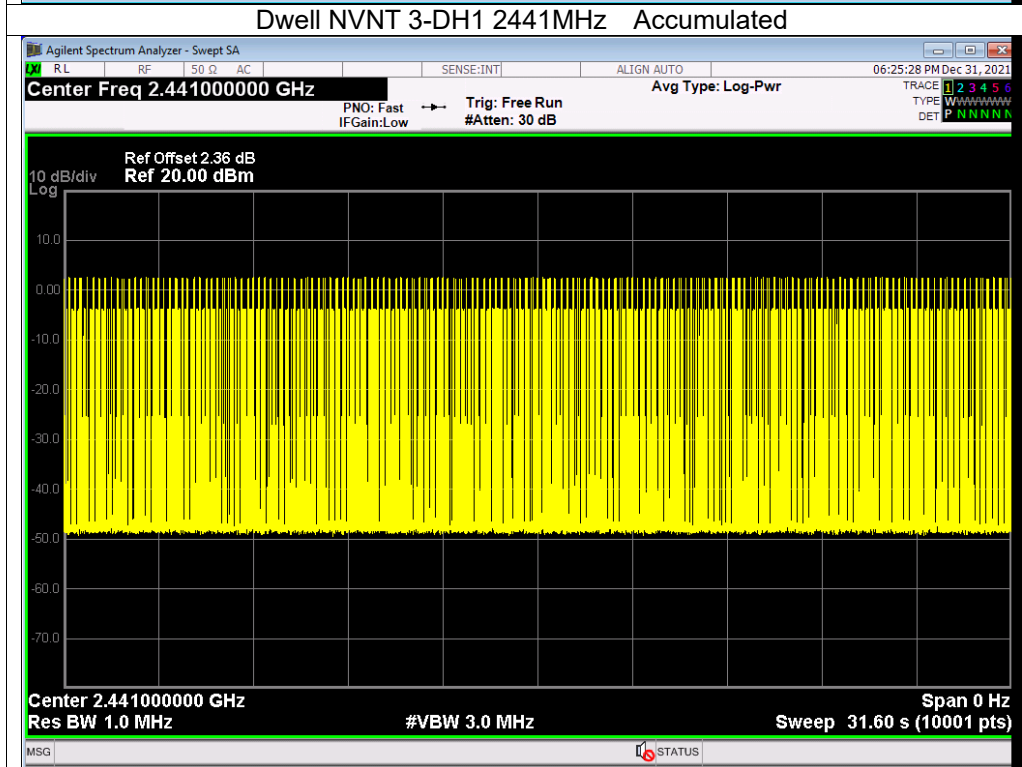 Dwell NVNT 3-DH1 2441MHz Accumulated
Agilent Spectrum Analyzer - Swept SA
LXI RL RF 50 Ω AC SENSE:INT ALIGN AUTO 06:25:28 PM Dec 31, 2021
Center Freq 2.441000000 GHz Avg Type: Log-Pwr TRACE 1 2 3 4 5 6
PNO: Fast Trig: Free Run TYPE WWWWWWW
IFGain:Low #Atten: 30 dB DET P N N N N N
Ref Offset 2.36 dB
10 dB/div Ref 20.00 dBm
Log
10.0
0.00
-10.0
-20.0
-30.0
-40.0
-50.0
-60.0
-70.0
Center 2.441000000 GHz Span 0 Hz
Res BW 1.0 MHz #VBW 3.0 MHz Sweep 31.60 s (10001 pts)
MSG STATUS